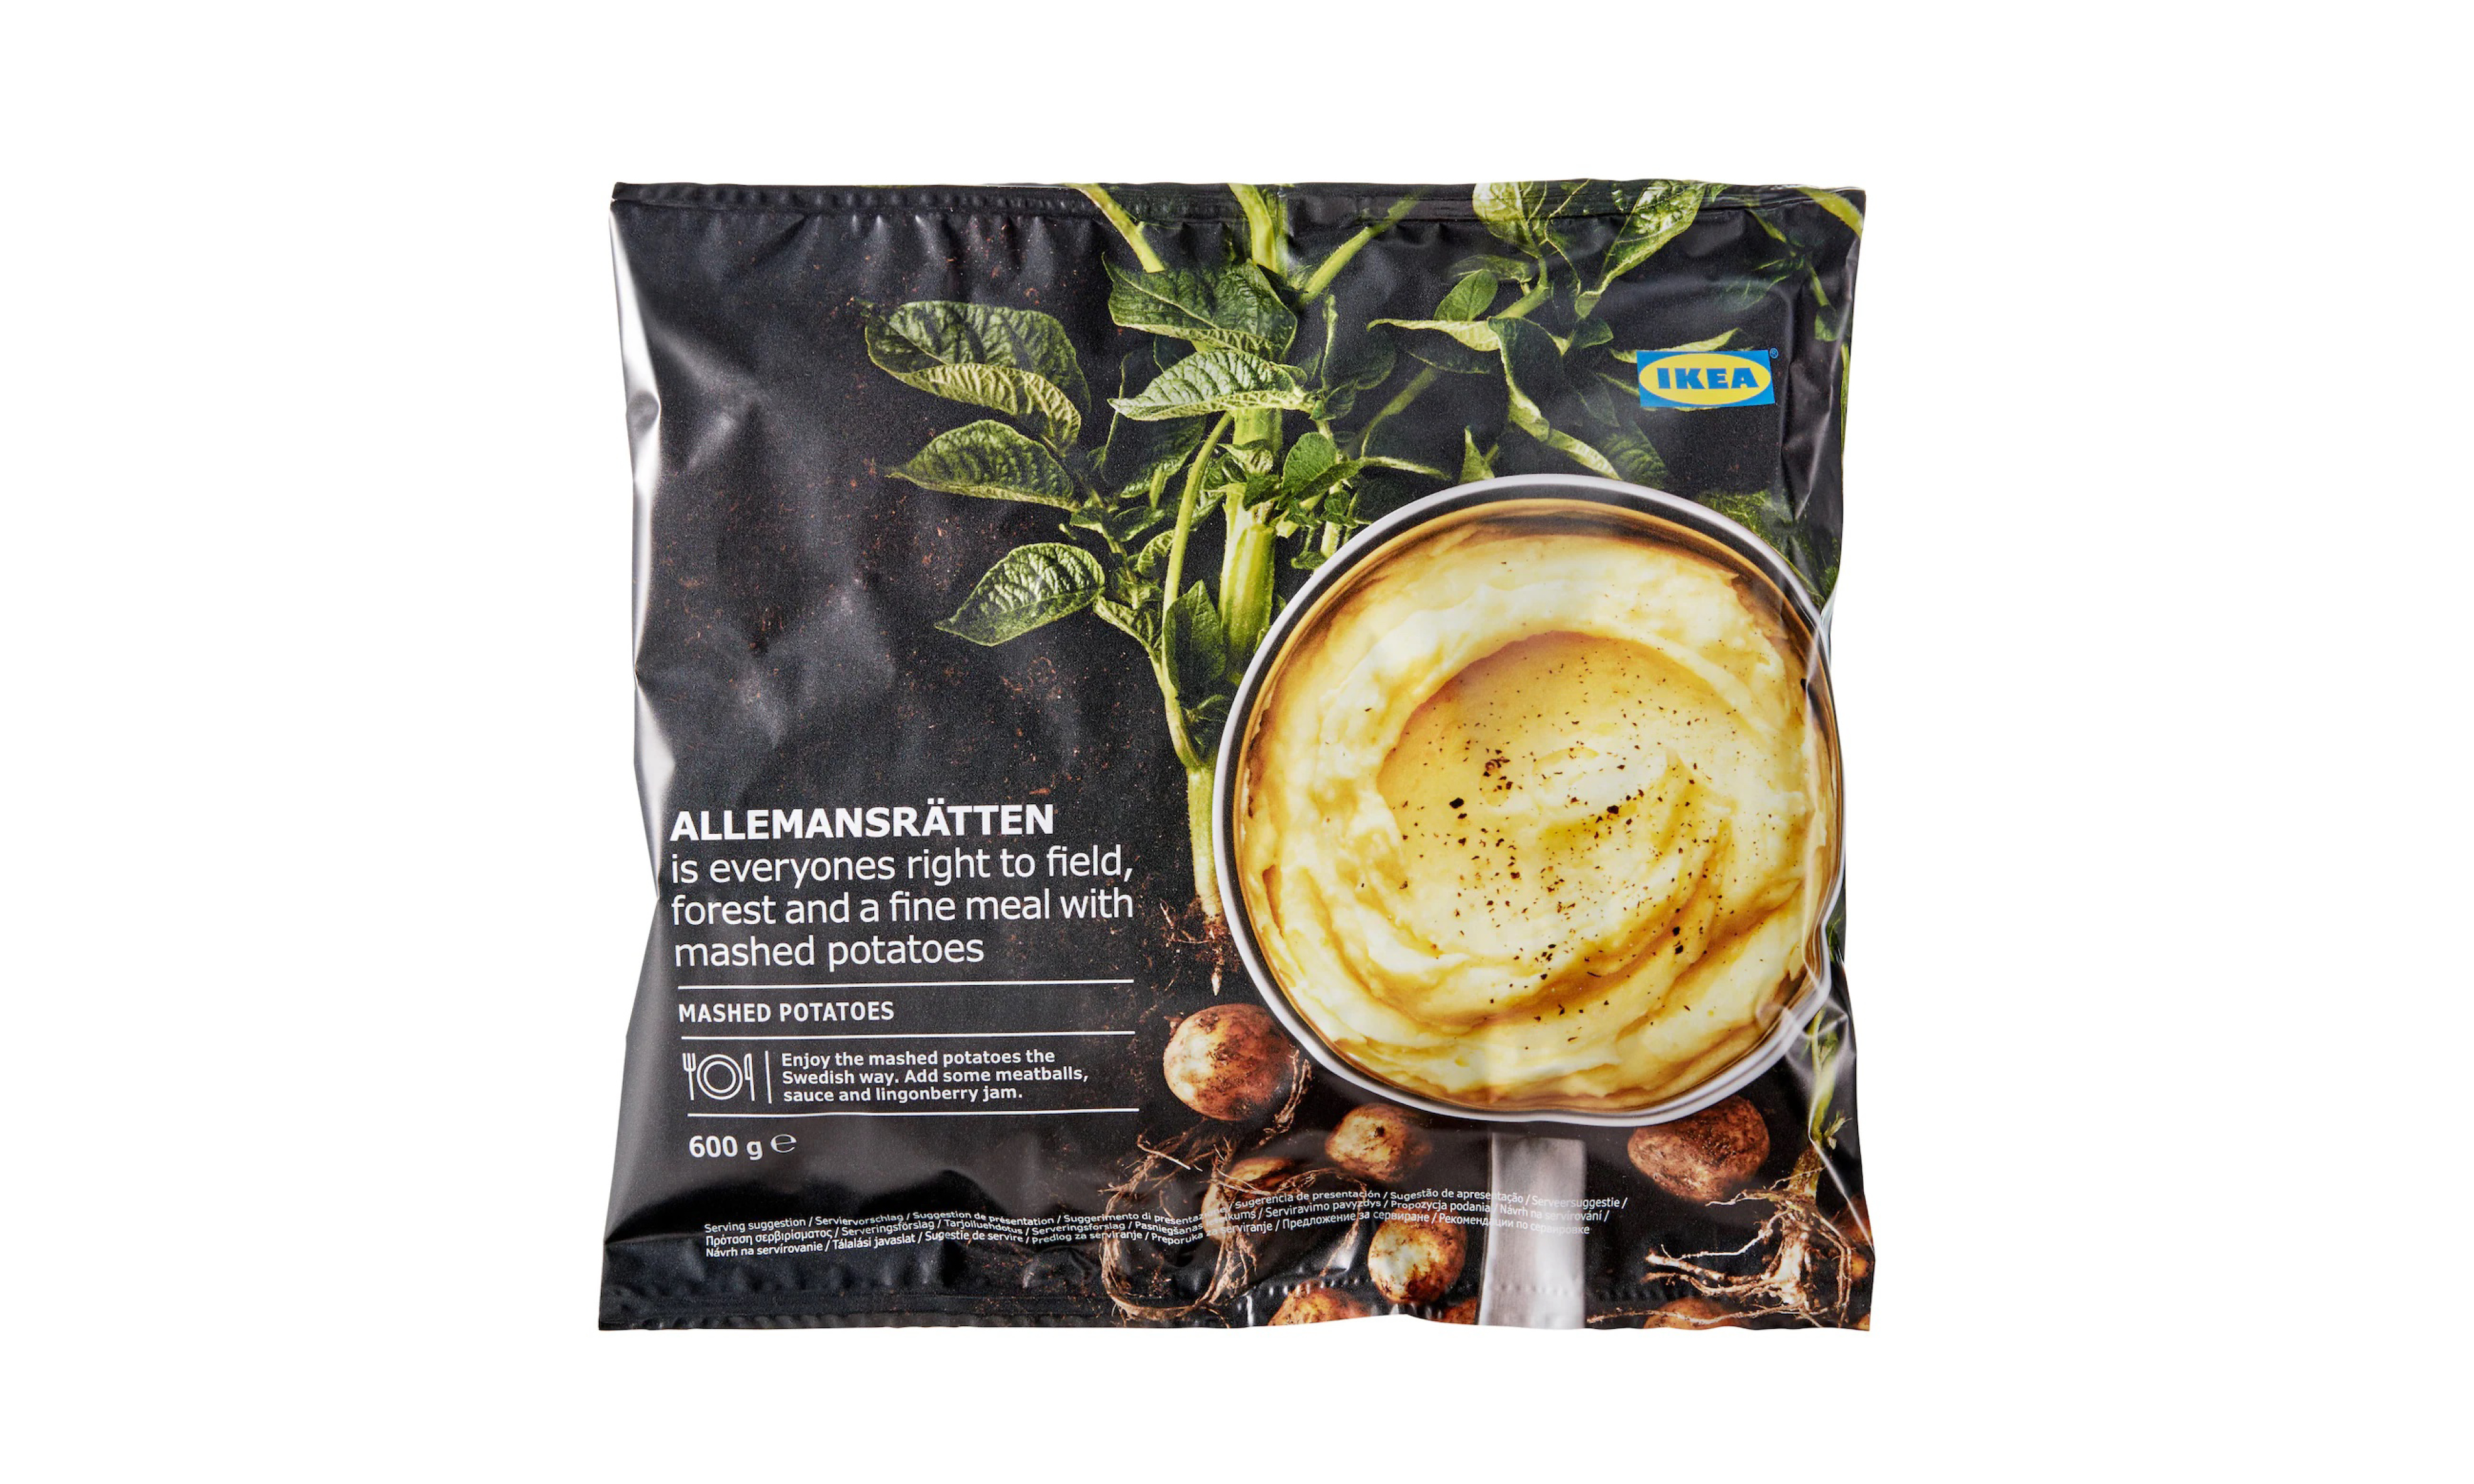 IKEA
ALLEMANSRÄTTEN
is everyones right to field,
forest and a fine meal with
mashed potatoes
MASHED POTATOES
Enjoy the mashed potatoes the
Swedish way. Add some meatballs,
sauce and lingonberry jam.
600 g ℮
Serving suggestion / Serviervorschlag / Suggestion de présentation / Suggerimento di / Sugerencia de presentación / Sugestão de apresentação / Serveersuggestie /
Πρόταση σερβιρίσματος / Serveringsförslag / Tarjoiluehdotus / Serveringsforslag / Serviravimo pavyzdys / Propozycja podania / Návrh na servírování /
Návrh na servírovanie / Tálalási javaslat / Sugestie de servire / Predlog za serviranje / Preporuka za serviranje / Предложение за сервиране / Рекомендации по сервировке